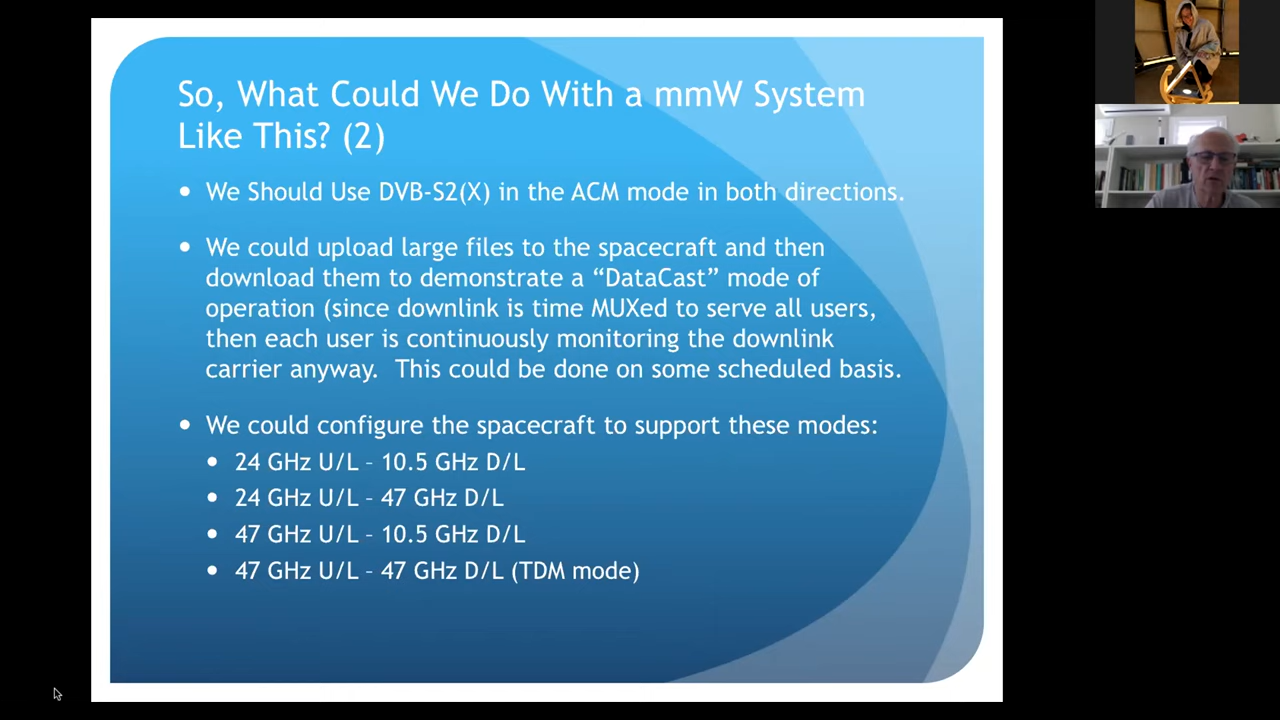 So, What Could We Do With a mmW System
Like This? (2)
• We Should Use DVB-S2(X) in the ACM mode in both directions.
• We could upload large files to the spacecraft and then
download them to demonstrate a “DataCast” mode of
operation (since downlink is time MUXed to serve all users,
then each user is continuously monitoring the downlink
carrier anyway.  This could be done on some scheduled basis.
• We could configure the spacecraft to support these modes:
• 24 GHz U/L – 10.5 GHz D/L
• 24 GHz U/L – 47 GHz D/L
• 47 GHz U/L – 10.5 GHz D/L
• 47 GHz U/L – 47 GHz D/L (TDM mode)